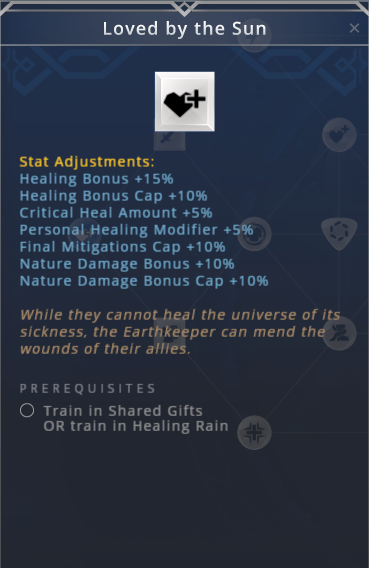 Loved by the Sun
Stat Adjustments:
Healing Bonus +15%
Healing Bonus Cap +10%
Critical Heal Amount +5%
Personal Healing Modifier +5%
Final Mitigations Cap +10%
Nature Damage Bonus +10%
Nature Damage Bonus Cap +10%
While they cannot heal the universe of its
sickness, the Earthkeeper can mend the
wounds of their allies.
PREREQUISITES
Train in Shared Gifts
OR train in Healing Rain